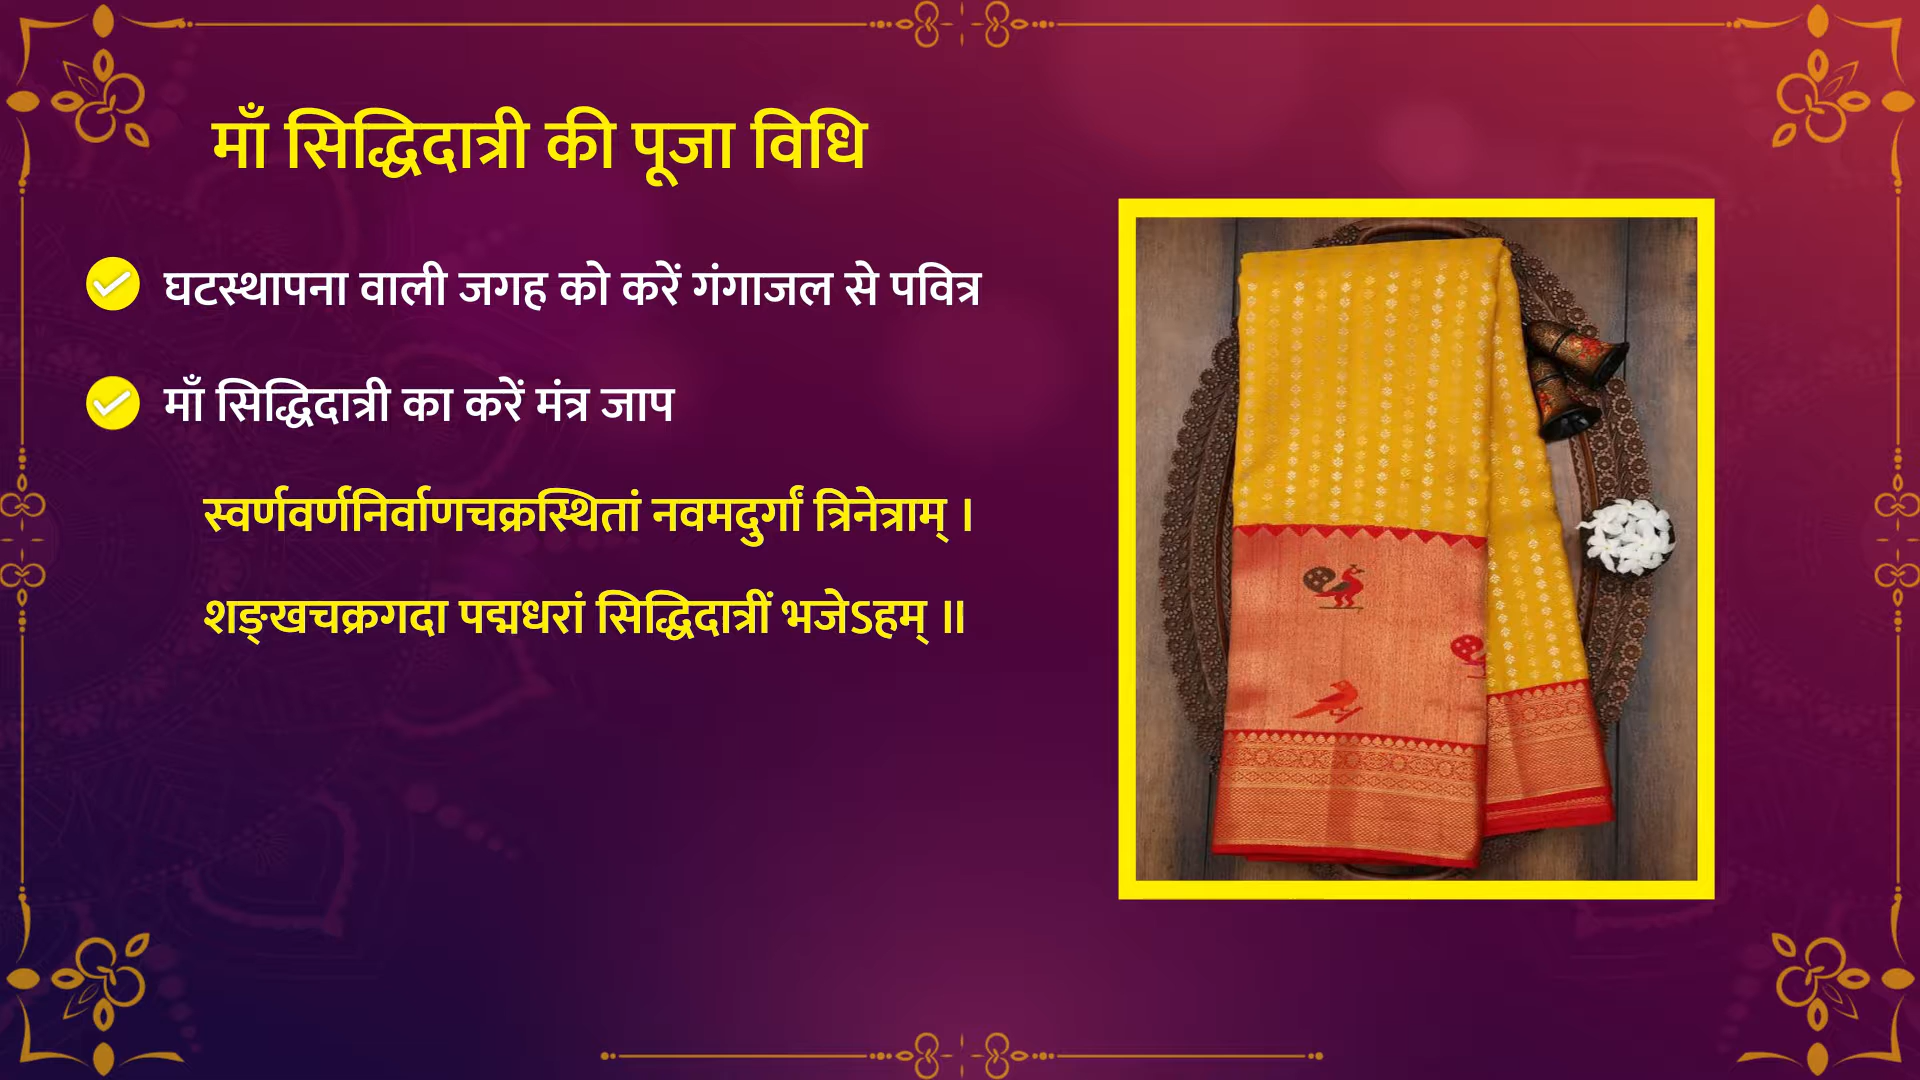 माँ सिद्धिदात्री की पूजा विधि
घटस्थापना वाली जगह को करें गंगाजल से पवित्र
माँ सिद्धिदात्री का करें मंत्र जाप
स्वर्णवर्णनिर्वाणचक्रस्थितां नवमदुर्गां त्रिनेत्राम् ।
शङ्खचक्रगदा पद्मधरां सिद्धिदात्रीं भजेऽहम् ॥